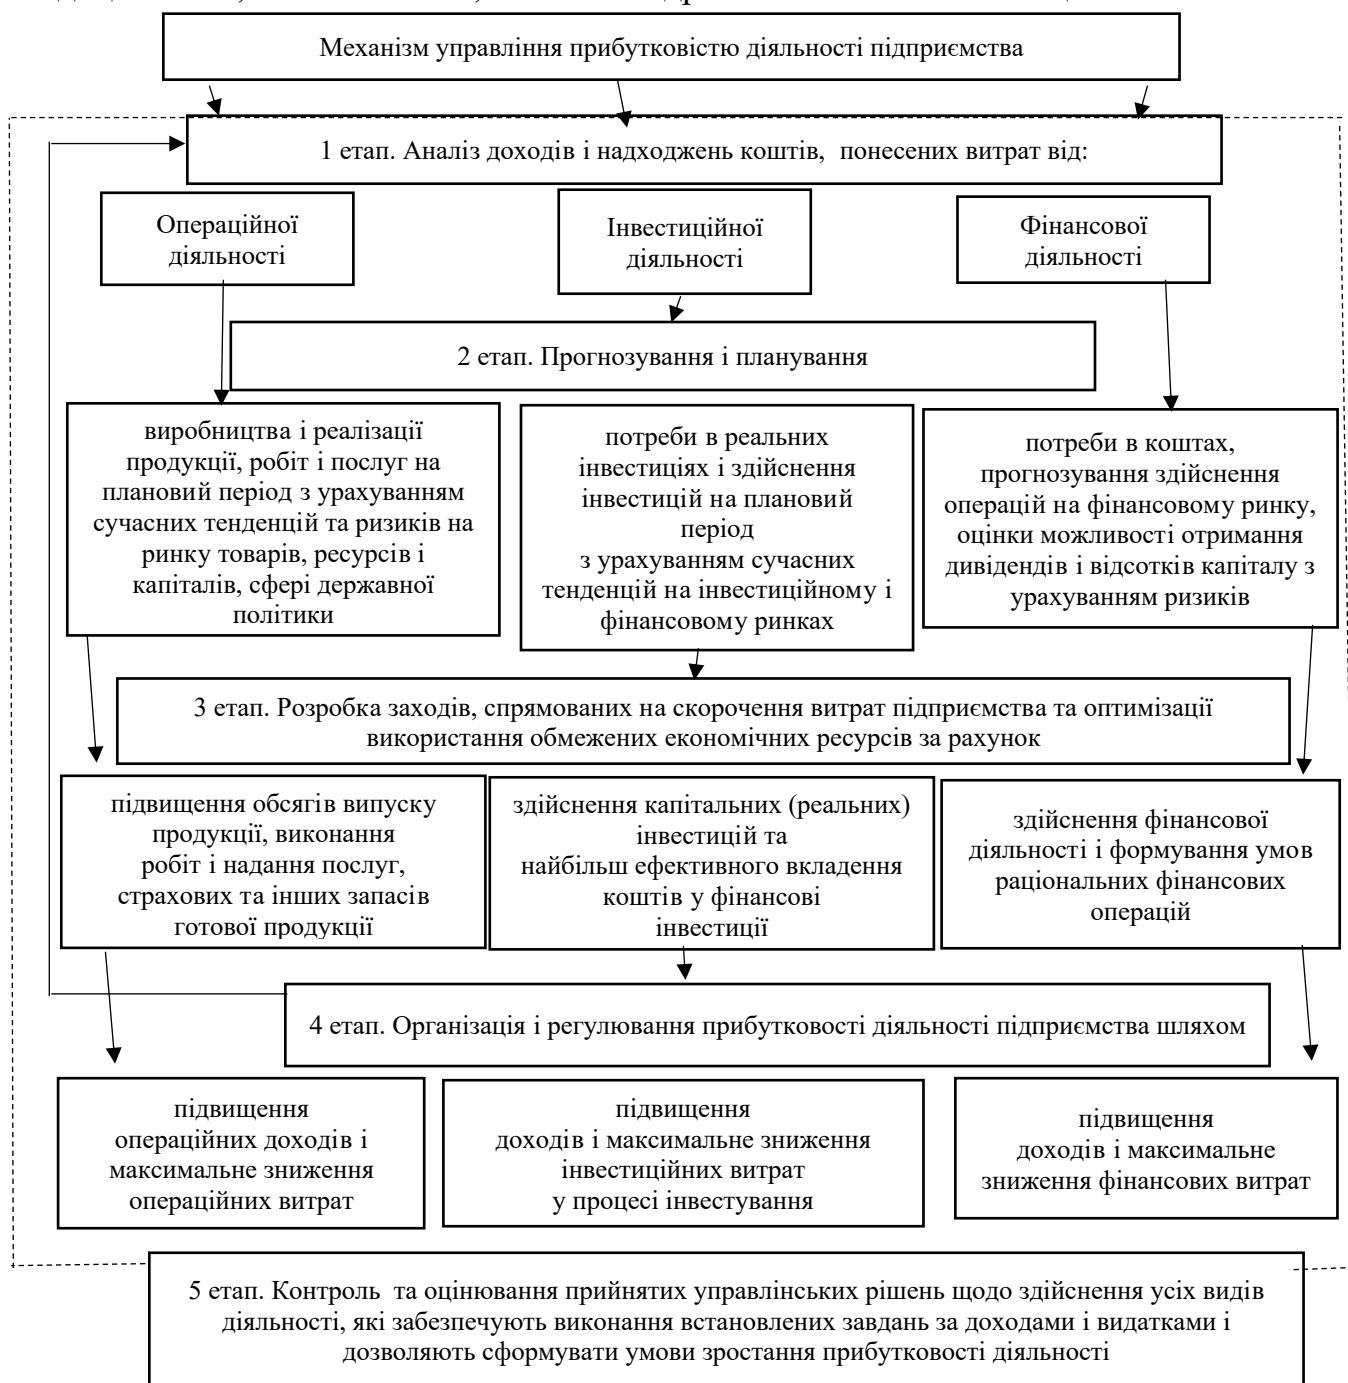 Механізм управління прибутковістю діяльності підприємства
1 етап. Аналіз доходів і надходжень коштів, понесених витрат від:
Операційної
діяльності
Інвестиційної
діяльності
Фінансової
діяльності
2 етап. Прогнозування і планування
виробництва і реалізації
продукції, робіт і послуг на
плановий період з урахуванням
сучасних тенденцій та ризиків на
ринку товарів, ресурсів і
капіталів, сфері державної
політики
потреби в реальних
інвестиціях і здійснення
інвестицій на плановий
період
з урахуванням сучасних
тенденцій на інвестиційному і
фінансовому ринках
потреби в коштах,
прогнозування здійснення
операцій на фінансовому ринку,
оцінки можливості отримання
дивідендів і відсотків капіталу з
урахуванням ризиків
3 етап. Розробка заходів, спрямованих на скорочення витрат підприємства та оптимізації
використання обмежених економічних ресурсів за рахунок
підвищення обсягів випуску
продукції, виконання
робіт і надання послуг,
страхових та інших запасів
готової продукції
здійснення капітальних (реальних)
інвестицій та
найбільш ефективного вкладення
коштів у фінансові
інвестиції
здійснення фінансової
діяльності і формування умов
раціональних фінансових
операцій
4 етап. Організація і регулювання прибутковості діяльності підприємства шляхом
підвищення
операційних доходів і
максимальне зниження
операційних витрат
підвищення
доходів і максимальне зниження
інвестиційних витрат
у процесі інвестування
підвищення
доходів і максимальне
зниження фінансових витрат
5 етап. Контроль та оцінювання прийнятих управлінських рішень щодо здійснення усіх видів
діяльності, які забезпечують виконання встановлених завдань за доходами і видатками і
дозволяють сформувати умови зростання прибутковості діяльності